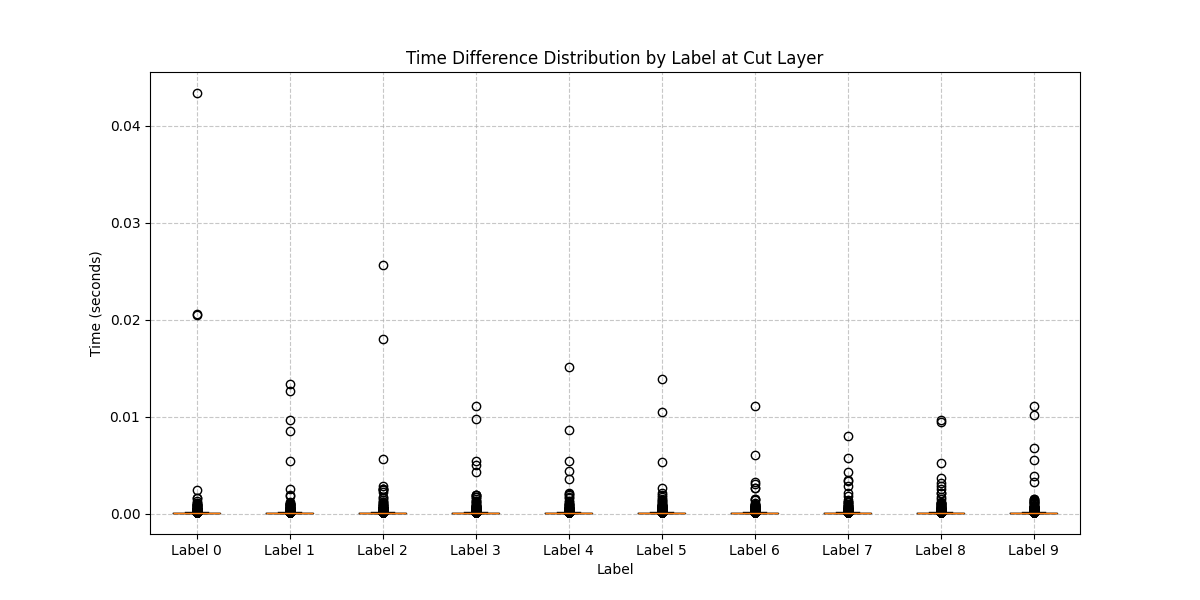 Time Difference Distribution by Label at Cut Layer
Time (seconds)
0.04
0.03
0.02
0.01
0.00
Label 0 Label 1 Label 2 Label 3 Label 4 Label 5 Label 6 Label 7 Label 8 Label 9
Label